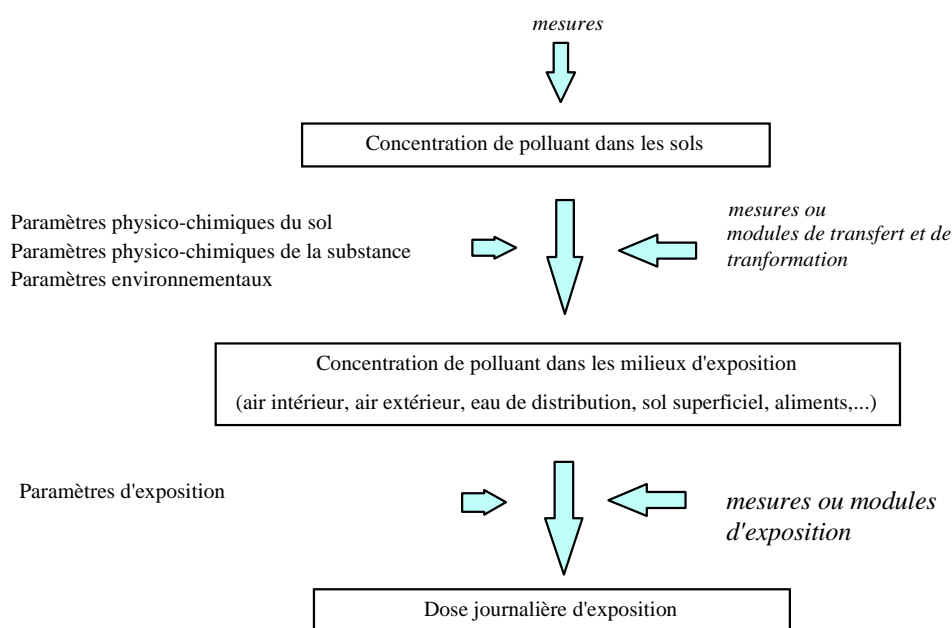 mesures
Concentration de polluant dans les sols
Paramètres physico-chimiques du sol
Paramètres physico-chimiques de la substance
Paramètres environnementaux
mesures ou
modules de transfert et de
tranformation
Concentration de polluant dans les milieux d'exposition
(air intérieur, air extérieur, eau de distribution, sol superficiel, aliments,...)
Paramètres d'exposition
mesures ou modules
d'exposition
Dose journalière d'exposition